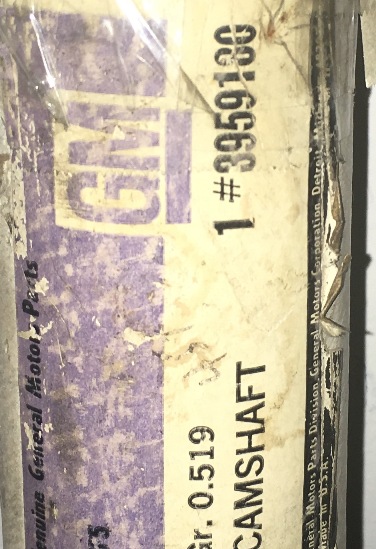 GM
1 #3959180
Gr. 0.519
CAMSHAFT
Genuine General Motors Parts
General Motors Parts Division, General Motors Corporation, Detroit,
Made in U.S.A.